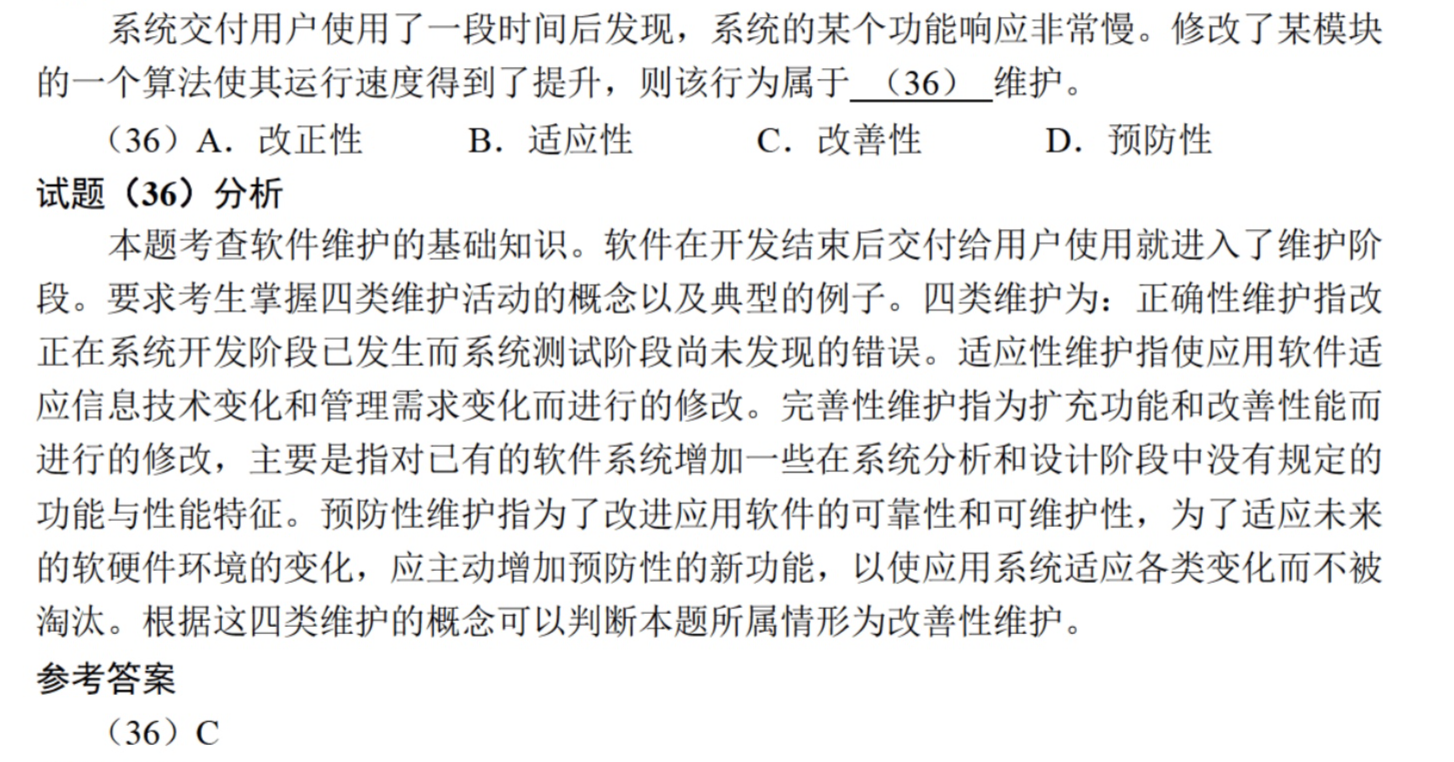 系统交付用户使用了一段时间后发现，系统的某个功能响应非常慢。修改了某模块
的一个算法使其运行速度得到了提升，则该行为属于 （36） 维护。
（36）A．改正性 B．适应性 C．改善性 D．预防性
试题（36）分析
本题考查软件维护的基础知识。软件在开发结束后交付给用户使用就进入了维护阶
段。要求考生掌握四类维护活动的概念以及典型的例子。四类维护为：正确性维护指改
正在系统开发阶段已发生而系统测试阶段尚未发现的错误。适应性维护指使应用软件适
应信息技术变化和管理需求变化而进行的修改。完善性维护指为扩充功能和改善性能而
进行的修改，主要是指对已有的软件系统增加一些在系统分析和设计阶段中没有规定的
功能与性能特征。预防性维护指为了改进应用软件的可靠性和可维护性，为了适应未来
的软硬件环境的变化，应主动增加预防性的新功能，以使应用系统适应各类变化而不被
淘汰。根据这四类维护的概念可以判断本题所属情形为改善性维护。
参考答案
（36）C